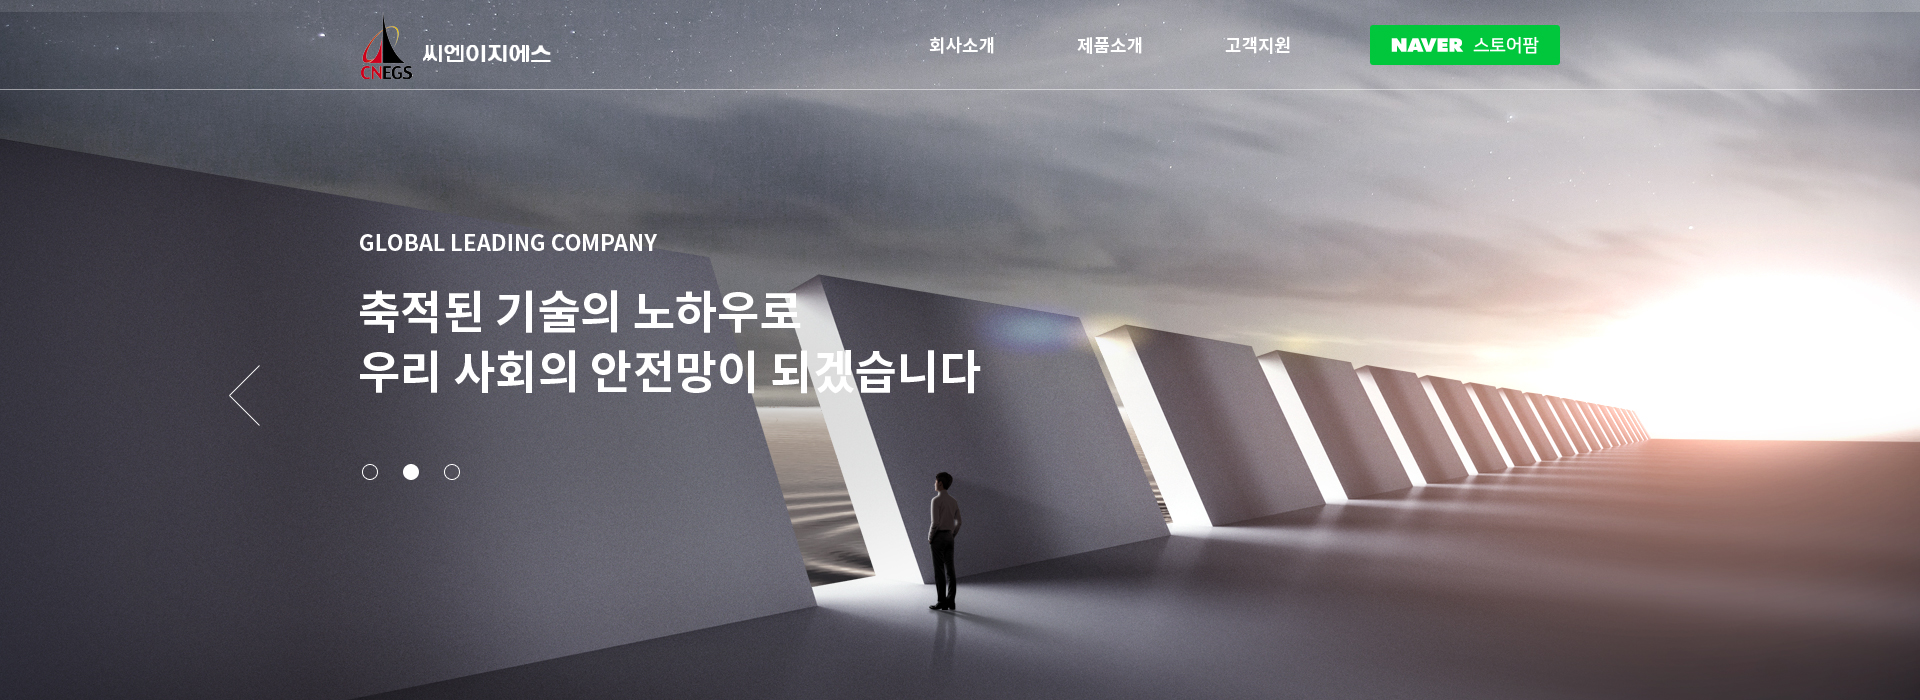 CNEGS
씨엔이지에스
회사소개
제품소개
고객지원
NAVER 스토어팜
GLOBAL LEADING COMPANY
축적된 기술의 노하우로
우리 사회의 안전망이 되겠습니다